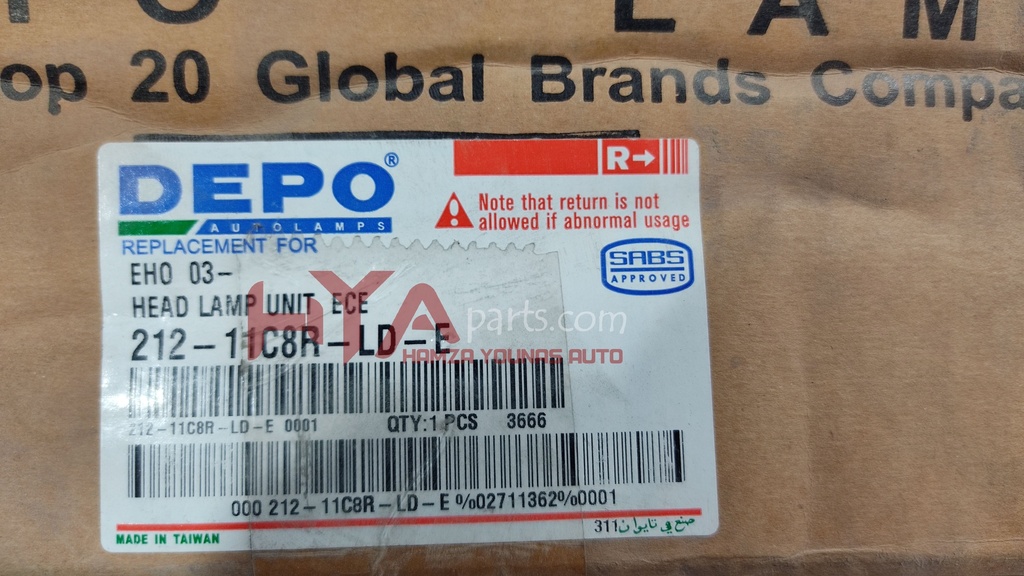 LAM
op 20 Global Brands Compa
DEPO®
AUTOLAMPS
R→
Note that return is not
allowed if abnormal usage
REPLACEMENT FOR
SABS
APPROVED
EHO 03-
HEAD LAMP UNIT ECE
212-11C8R-LD-E
HYAparts.com
HAMZA YOUNAS AUTO
212-11C8R-LD-E 0001 QTY:1 PCS 3666
000 212-11C8R-LD-E %02711362%0001
MADE IN TAIWAN
311 صنع في تايوان